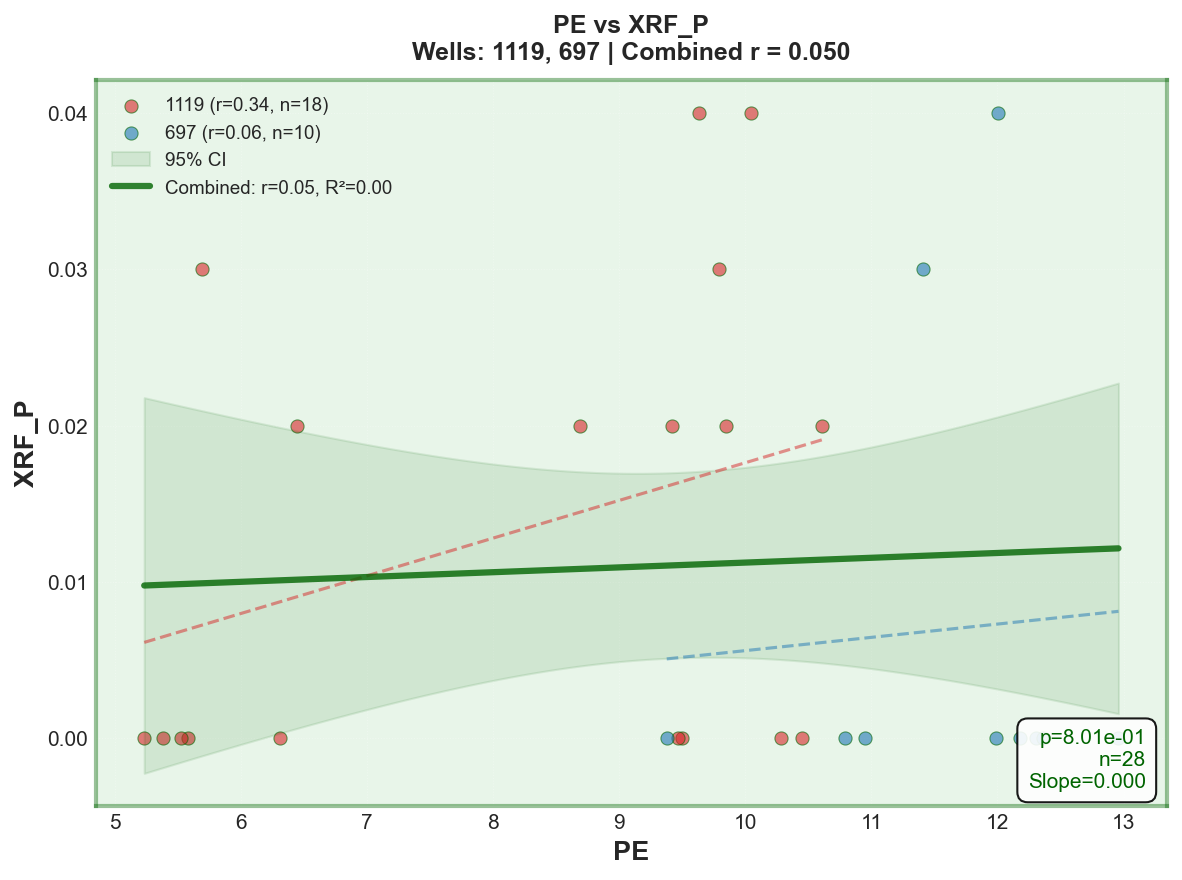 PE vs XRF_P
Wells: 1119, 697 | Combined r = 0.050
1119 (r=0.34, n=18)
697 (r=0.06, n=10)
95% CI
Combined: r=0.05, R²=0.00
XRF_P
0.04
0.03
0.02
0.01
0.00
p=8.01e-01
n=28
Slope=0.000
5 6 7 8 9 10 11 12 13
PE